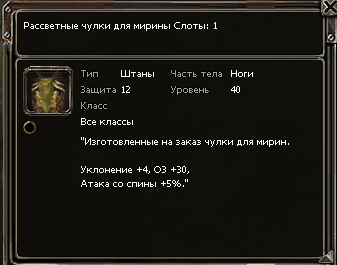 Рассветные чулки для мирины Слоты: 1
Тип Штаны Часть тела Ноги
Защита 12 Уровень 40
Класс
Все классы
"Изготовленные на заказ чулки для мирин.
Уклонение +4, ОЗ +30,
Атака со спины +5%."